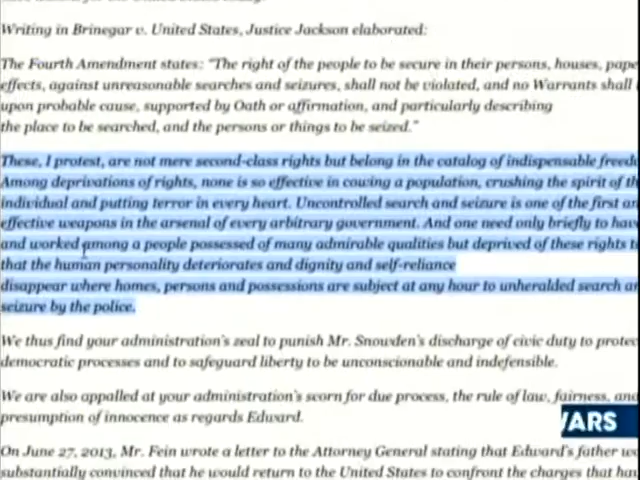 Writing in Brinegar v. United States, Justice Jackson elaborated:
The Fourth Amendment states: "The right of the people to be secure in their persons, houses, pape
effects, against unreasonable searches and seizures, shall not be violated, and no Warrants shall
upon probable cause, supported by Oath or affirmation, and particularly describing
the place to be searched, and the persons or things to be seized."
These, I protest, are not mere second-class rights but belong in the catalog of indispensable freed
Among deprivations of rights, none is so effective in cowing a population, crushing the spirit of th
individual and putting terror in every heart. Uncontrolled search and seizure is one of the first an
effective weapons in the arsenal of every arbitrary government. And one need only briefly to hav
and worked among a people possessed of many admirable qualities but deprived of these rights t
that the human personality deteriorates and dignity and self-reliance
disappear where homes, persons and possessions are subject at any hour to unheralded search an
seizure by the police.
We thus find your administration's zeal to punish Mr. Snowden's discharge of civic duty to protec
democratic processes and to safeguard liberty to be unconscionable and indefensible.
We are also appalled at your administration's scorn for due process, the rule of law, fairness, and
presumption of innocence as regards Edward.
WARS
On June 27, 2013, Mr. Fein wrote a letter to the Attorney General stating that Edward's father wa
substantially convinced that he would return to the United States to confront the charges that hav